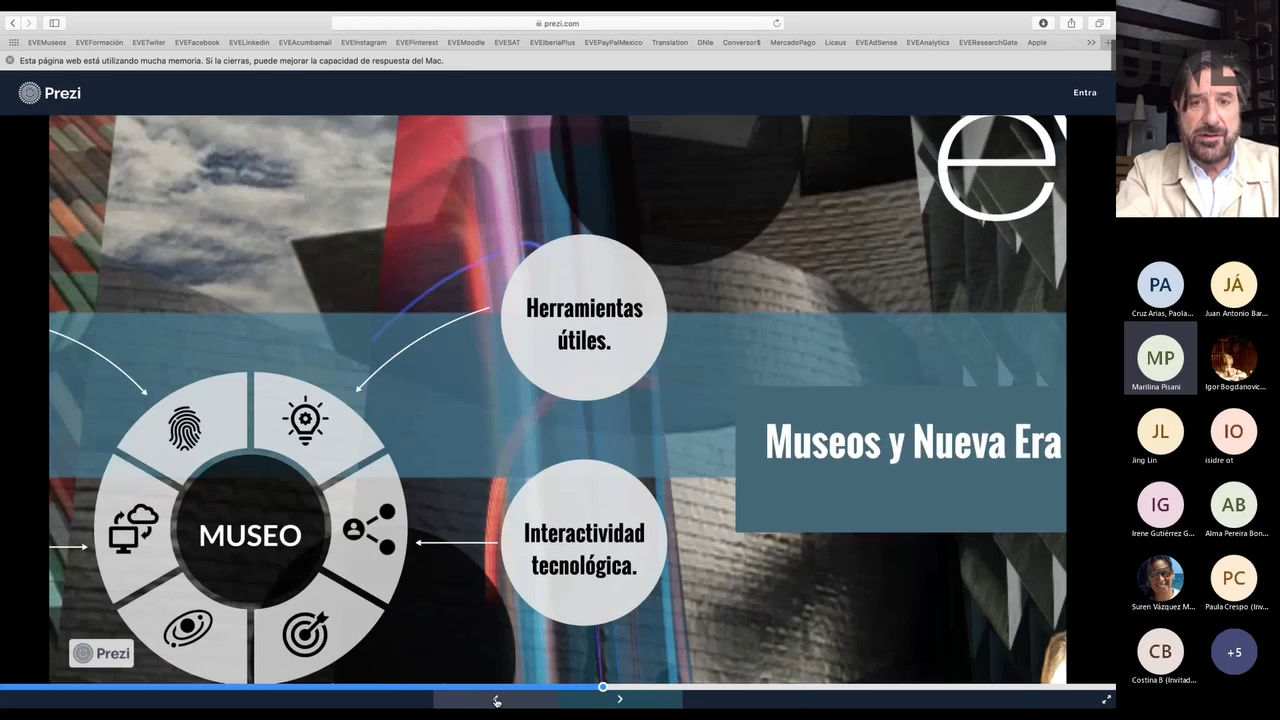 prezi.com
EVEMuseos EVEFormación EVETwiter EVEFacebook EVELinkedin EVEAcumbamail EVEInstagram EVEPinterest EVEMoodle EVESAT EVEIberiaPlus EVEPayPalMexico Translation DNIe Conversor$ MercadoPago Liceus EVEAdSense EVEAnalytics EVEResearchGate Apple
Esta página web está utilizando mucha memoria. Si la cierras, puede mejorar la capacidad de respuesta del Mac.
Prezi
Entra
e
Herramientas
útiles.
Museos y Nueva Era
MUSEO
Interactividad
tecnológica.
Prezi
PA
Cruz Arias, Paola...
JÁ
Juan Antonio Bar...
MP
Marilina Pisani
Igor Bogdanovic...
JL
Jing Lin
IO
isidre ot
IG
Irene Gutiérrez G...
AB
Alma Pereira Bon...
Suren Vázquez M...
PC
Paula Crespo (Inv...
CB
Costina B (Invitad...
+5